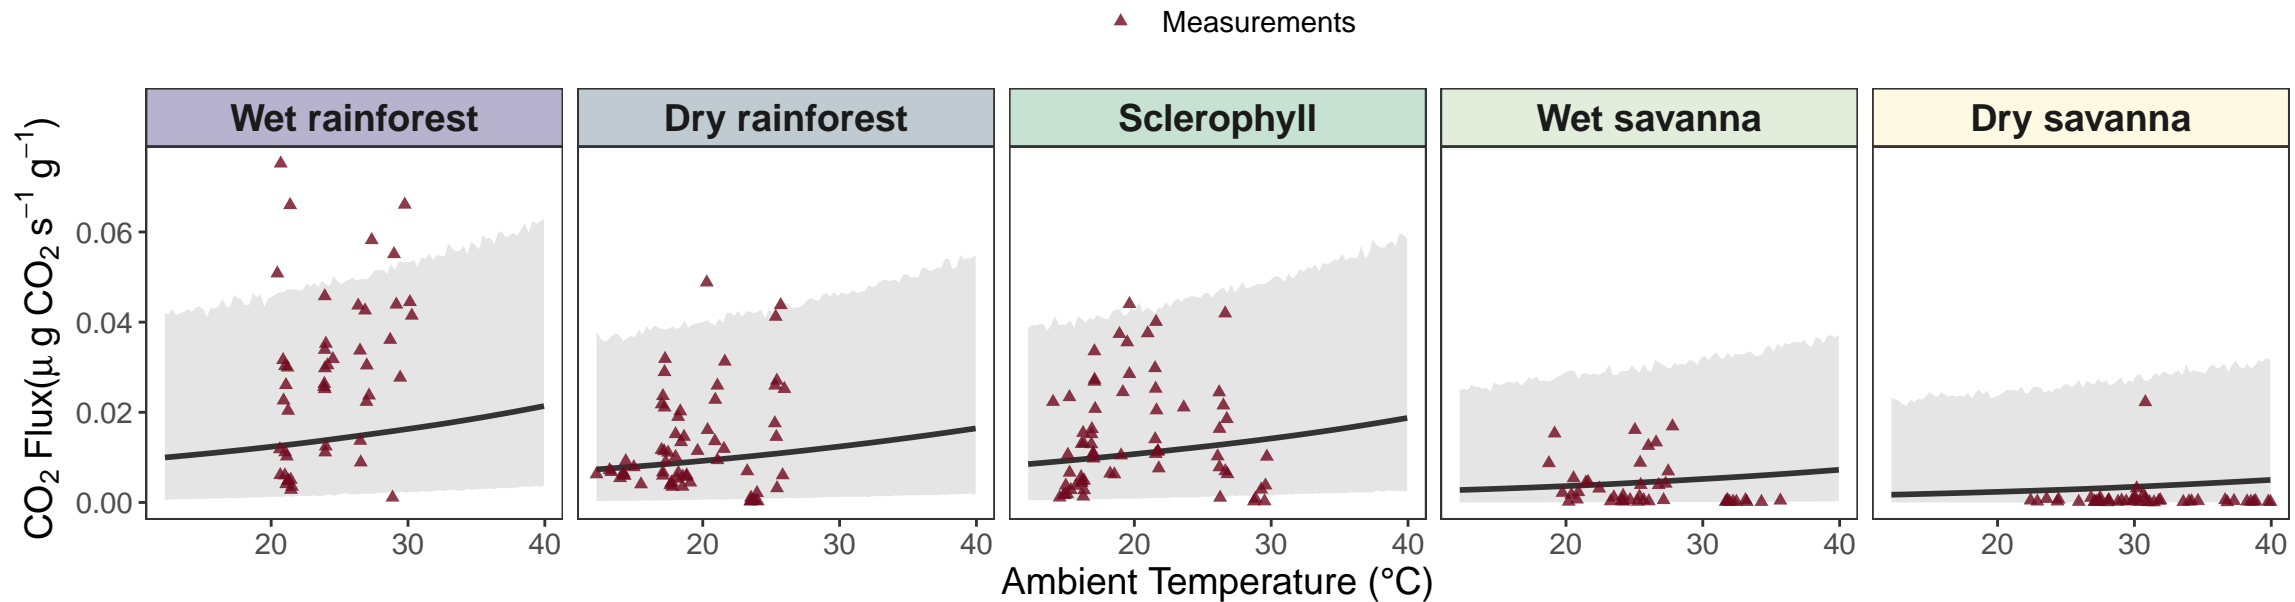 Measurements
Wet rainforest
Dry rainforest
Sclerophyll
Wet savanna
Dry savanna
CO₂ Flux(μ g CO₂ s⁻¹ g⁻¹)
0.06
0.04
0.02
0.00
20 30 40
20 30 40
20 30 40
20 30 40
20 30 40
Ambient Temperature (°C)